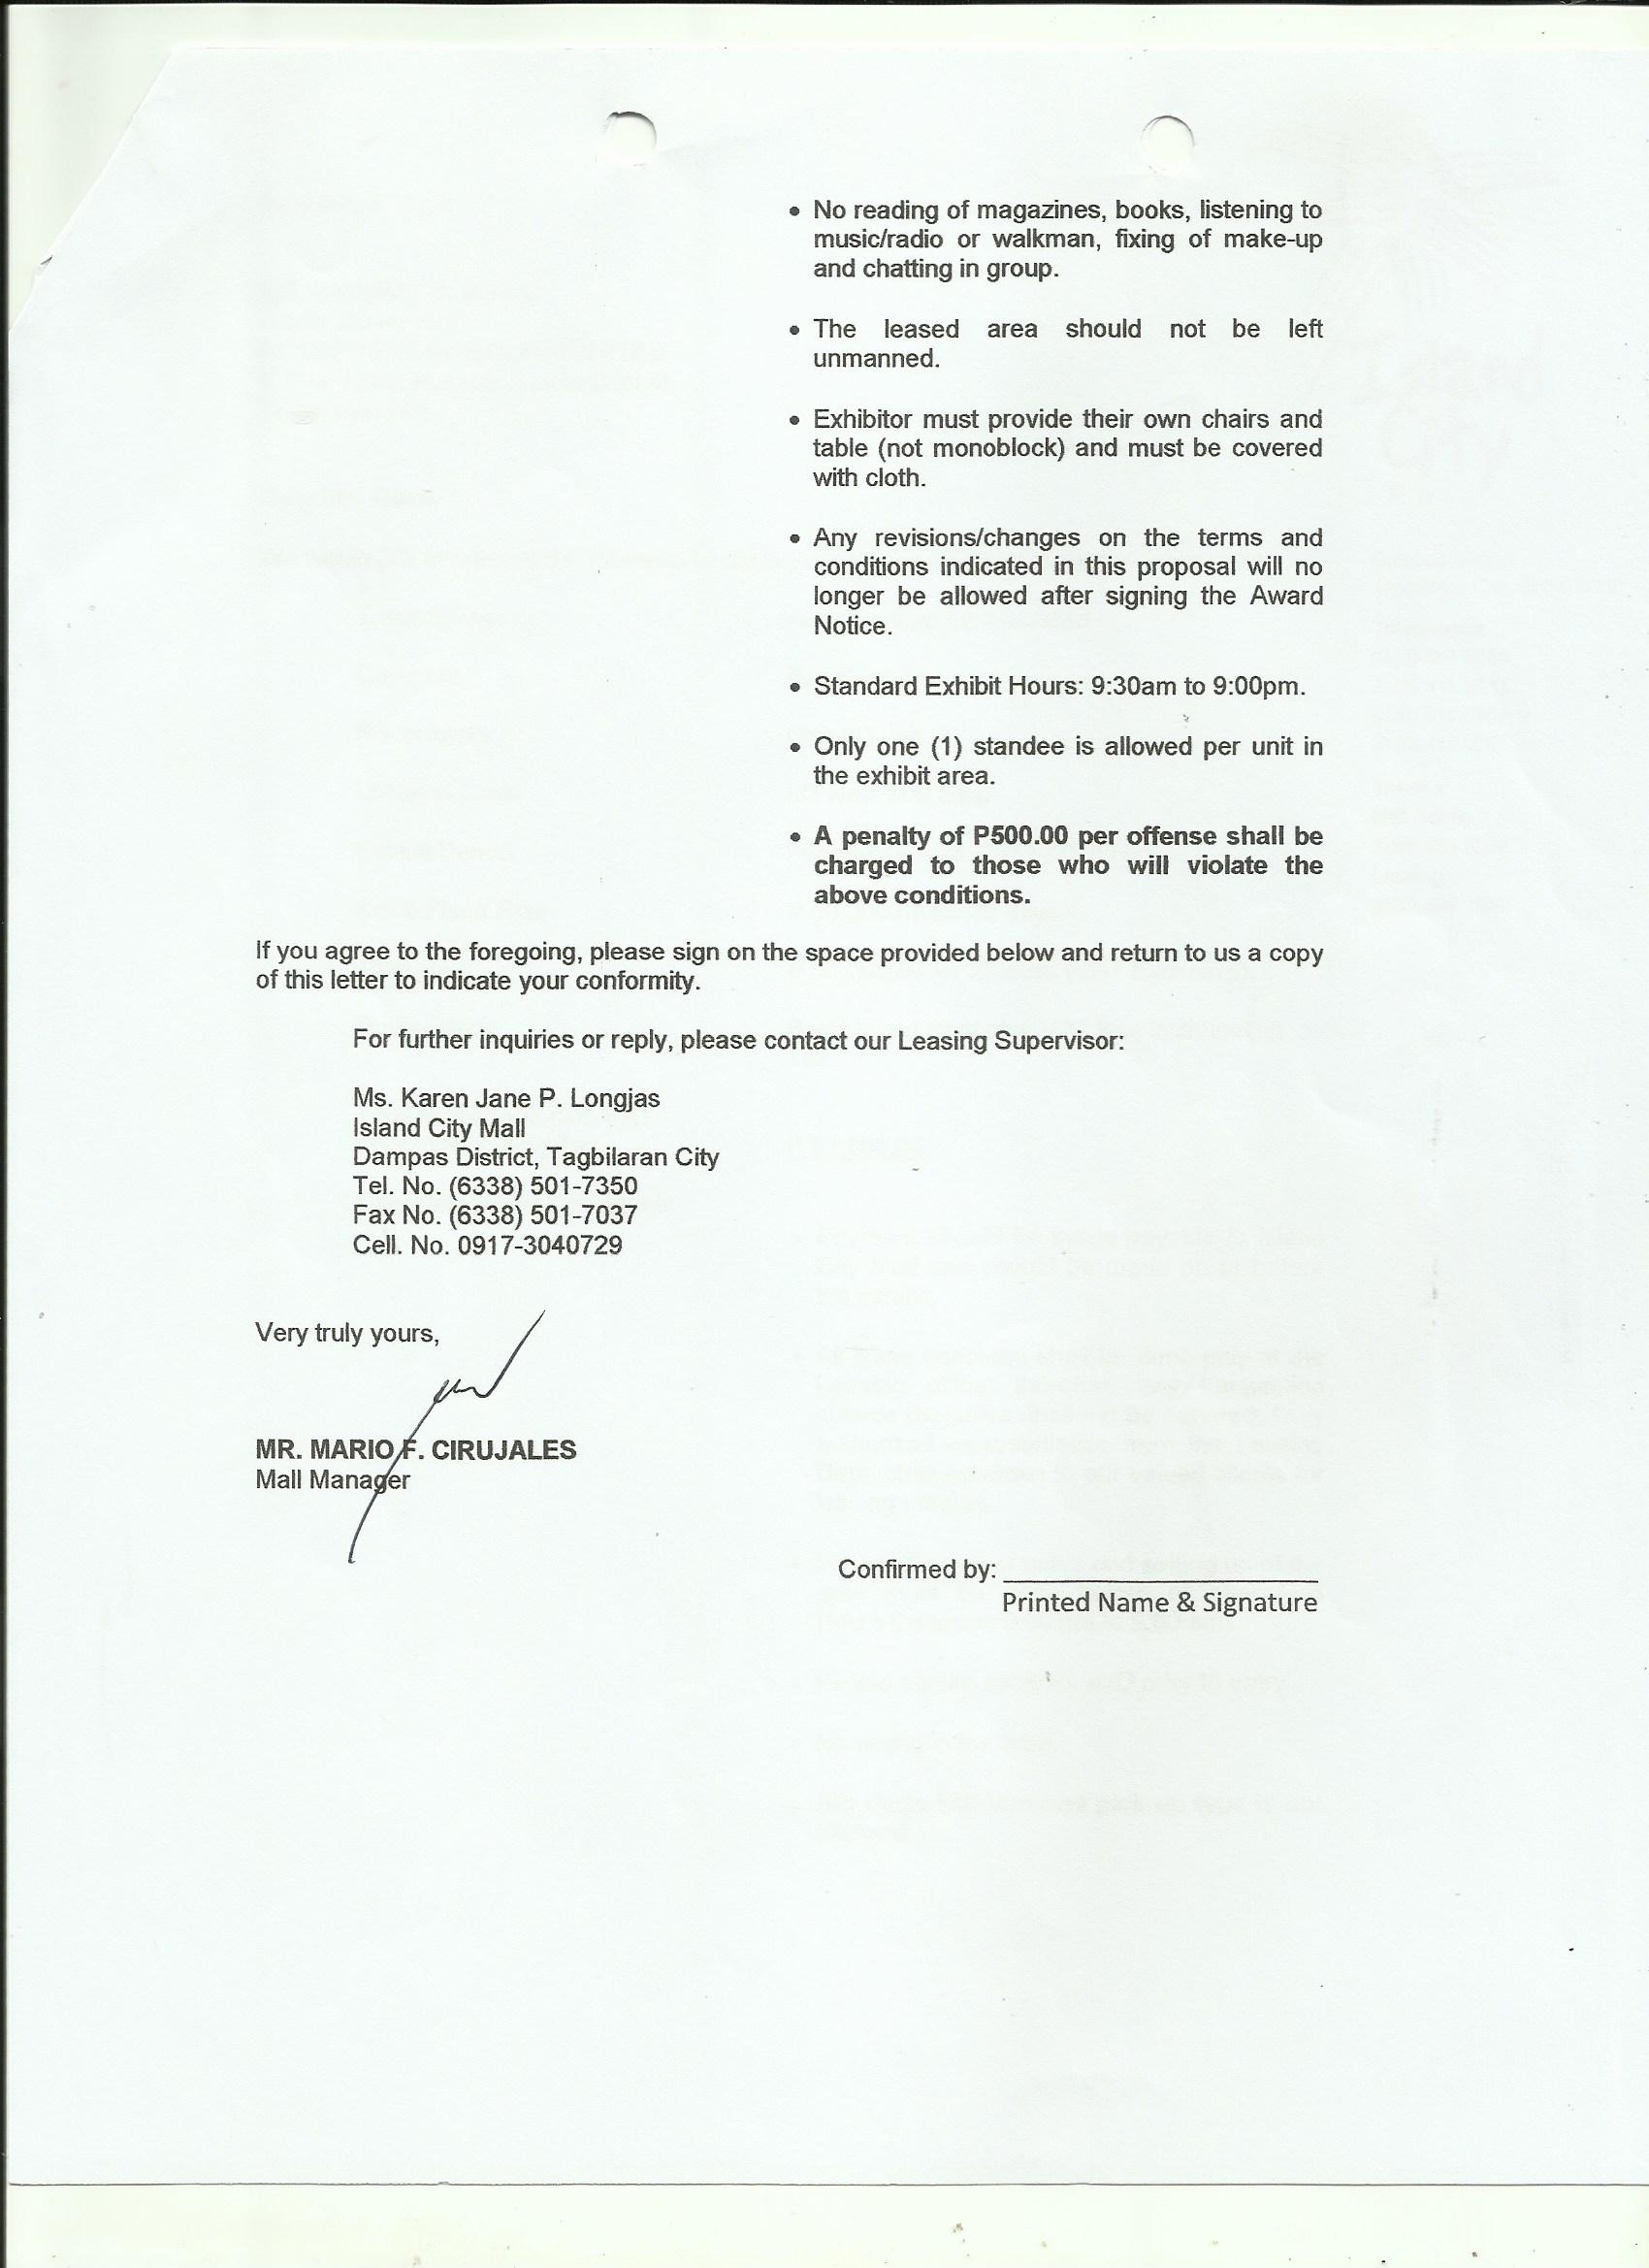 • No reading of magazines, books, listening to
music/radio or walkman, fixing of make-up
and chatting in group.
• The leased area should not be left
unmanned.
• Exhibitor must provide their own chairs and
table (not monoblock) and must be covered
with cloth.
• Any revisions/changes on the terms and
conditions indicated in this proposal will no
longer be allowed after signing the Award
Notice.
• Standard Exhibit Hours: 9:30am to 9:00pm.
• Only one (1) standee is allowed per unit in
the exhibit area.
• A penalty of P500.00 per offense shall be
charged to those who will violate the
above conditions.
If you agree to the foregoing, please sign on the space provided below and return to us a copy
of this letter to indicate your conformity.
For further inquiries or reply, please contact our Leasing Supervisor:
Ms. Karen Jane P. Longjas
Island City Mall
Dampas District, Tagbilaran City
Tel. No. (6338) 501-7350
Fax No. (6338) 501-7037
Cell. No. 0917-3040729
Very truly yours,
MR. MARIO F. CIRUJALES
Mall Manager
Confirmed by:
Printed Name & Signature